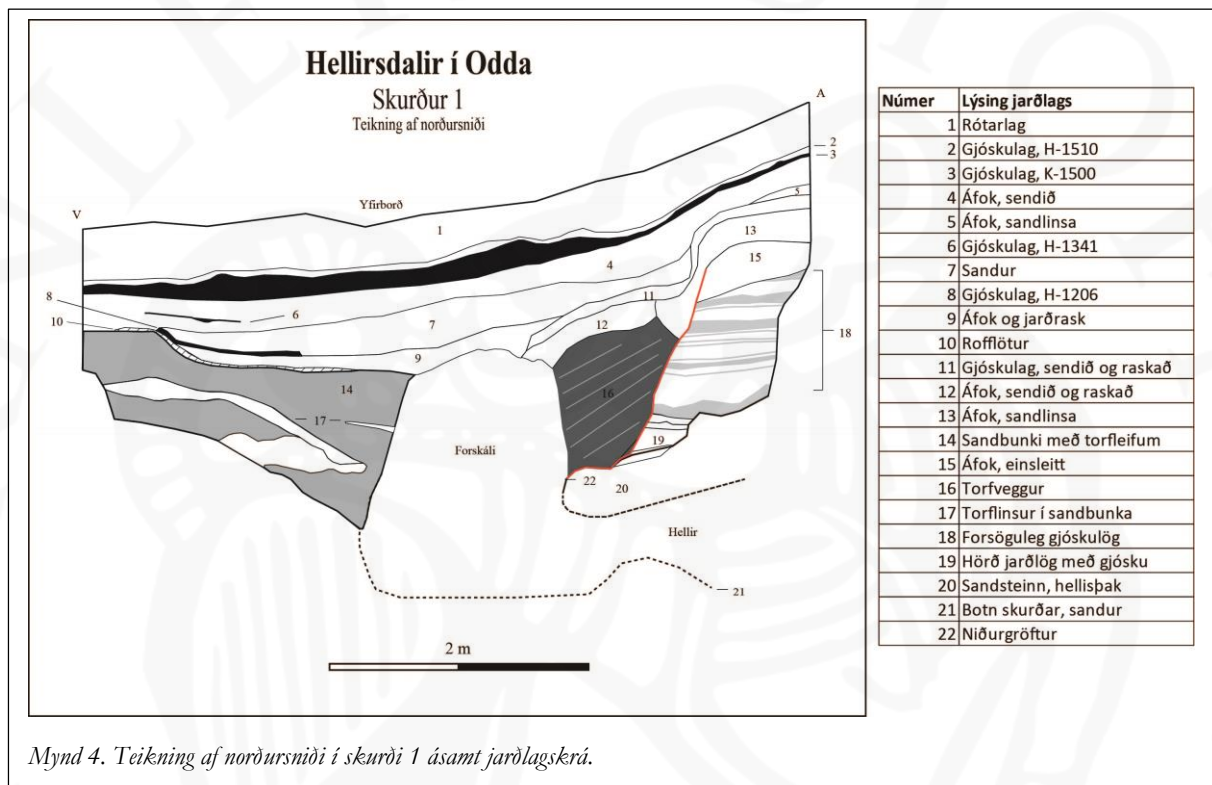 Hellirsdalir í Odda
Skurður 1
Teikning af norðursniði
A
2
3
5
V
Yfirborð
1
13
4
15
8
6
11
10
7
12
18
9
14
16
17
Forskáli
19
22
20
Hellir
21
2 m
Númer Lýsing jarðlags
1 Rótarlag
2 Gjóskulag, H-1510
3 Gjóskulag, K-1500
4 Áfok, sendið
5 Áfok, sandlinsa
6 Gjóskulag, H-1341
7 Sandur
8 Gjóskulag, H-1206
9 Áfok og jarðrask
10 Rofflötur
11 Gjóskulag, sendið og raskað
12 Áfok, sendið og raskað
13 Áfok, sandlinsa
14 Sandbunki með torfleifum
15 Áfok, einsleitt
16 Torfveggur
17 Torflinsur í sandbunka
18 Forsöguleg gjóskulög
19 Hörð jarðlög með gjósku
20 Sandsteinn, hellisþak
21 Botn skurðar, sandur
22 Niðurgröftur
Mynd 4. Teikning af norðursniði í skurði 1 ásamt jarðlagskrá.